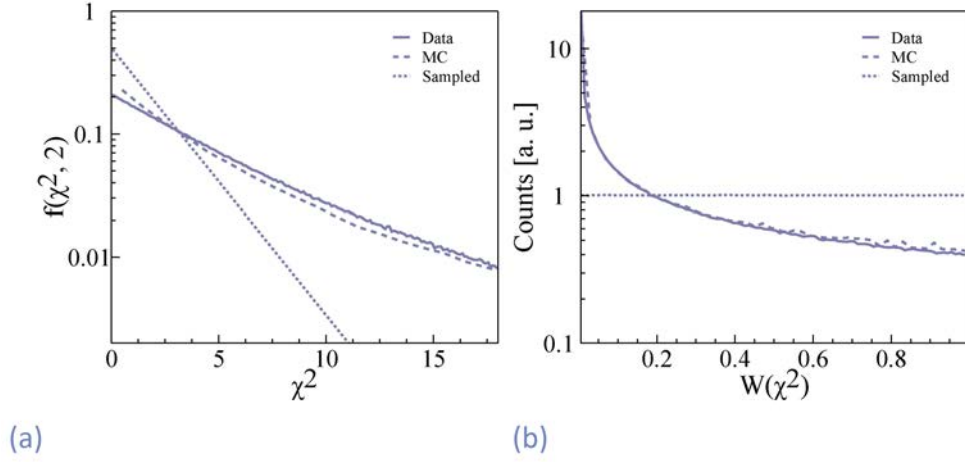 1
0.1
0.01
f(χ², 2)
0
5
10
15
χ²
Data
MC
Sampled
(a)
10
1
0.1
Counts [a. u.]
0.2
0.4
0.6
0.8
W(χ²)
Data
MC
Sampled
(b)